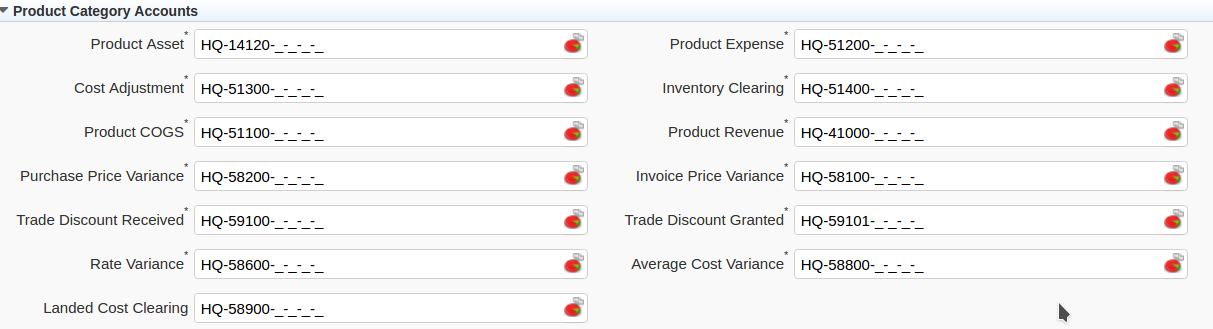 Product Category Accounts
Product Asset* HQ-14120-_-_-_-_ Product Expense* HQ-51200-_-_-_-_
Cost Adjustment* HQ-51300-_-_-_-_ Inventory Clearing* HQ-51400-_-_-_-_
Product COGS* HQ-51100-_-_-_-_ Product Revenue* HQ-41000-_-_-_-_
Purchase Price Variance* HQ-58200-_-_-_-_ Invoice Price Variance* HQ-58100-_-_-_-_
Trade Discount Received* HQ-59100-_-_-_-_ Trade Discount Granted* HQ-59101-_-_-_-_
Rate Variance* HQ-58600-_-_-_-_ Average Cost Variance* HQ-58800-_-_-_-_
Landed Cost Clearing HQ-58900-_-_-_-_